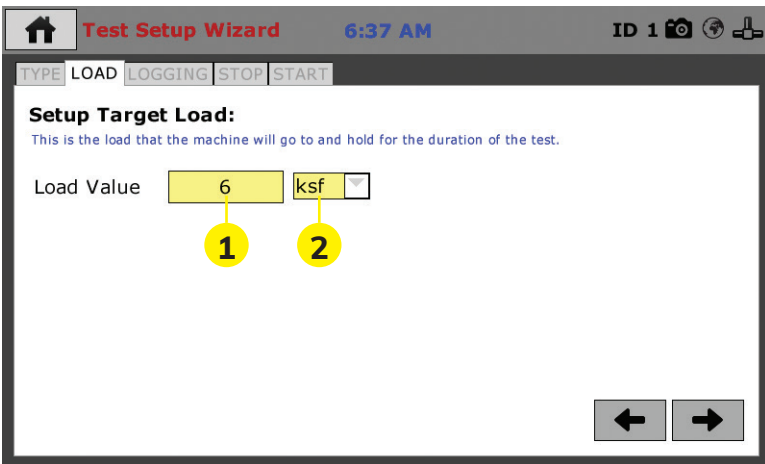 Test Setup Wizard 6:37 AM ID 1
TYPE LOAD LOGGING STOP START
Setup Target Load:
This is the load that the machine will go to and hold for the duration of the test.
Load Value 6 ksf
1 2